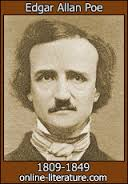 Edgar Allan Poe
1809-1849
online-literature.com